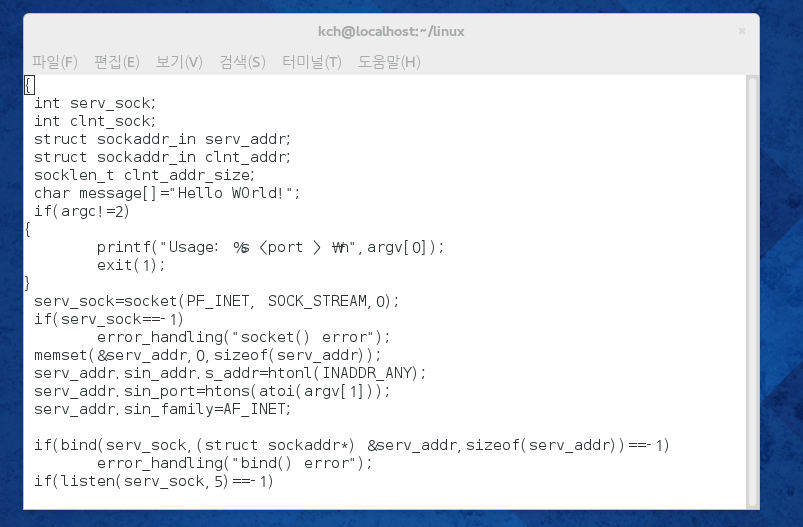 kch@localhost:~/linux
파일(F) 편집(E) 보기(V) 검색(S) 터미널(T) 도움말(H)
{
int serv_sock;
int clnt_sock;
struct sockaddr_in serv_addr;
struct sockaddr_in clnt_addr;
socklen_t clnt_addr_size;
char message[]="Hello WOrld!";
if(argc!=2)
{
printf("Usage: %s <port > ₩n",argv[0]);
exit(1);
}
serv_sock=socket(PF_INET, SOCK_STREAM,0);
if(serv_sock==-1)
error_handling("socket() error");
memset(&serv_addr,0,sizeof(serv_addr));
serv_addr.sin_addr.s_addr=htonl(INADDR_ANY);
serv_addr.sin_port=htons(atoi(argv[1]));
serv_addr.sin_family=AF_INET;
if(bind(serv_sock,(struct sockaddr*) &serv_addr,sizeof(serv_addr))==-1)
error_handling("bind() error");
if(listen(serv_sock,5)==-1)